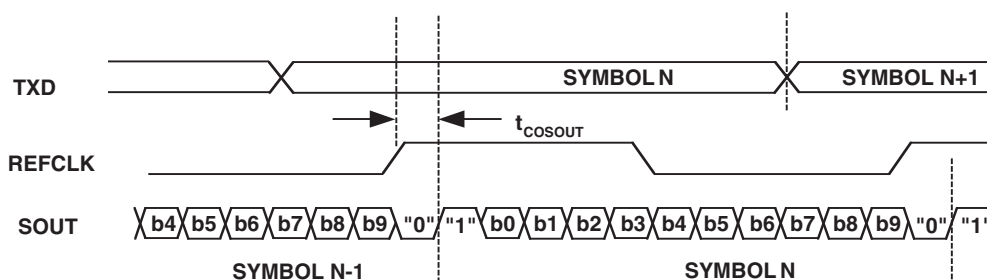 TXD SYMBOL N SYMBOL N+1
tCOSOUT
REFCLK
SOUT b4 b5 b6 b7 b8 b9 "0" "1" b0 b1 b2 b3 b4 b5 b6 b7 b8 b9 "0" "1"
SYMBOL N-1 SYMBOL N